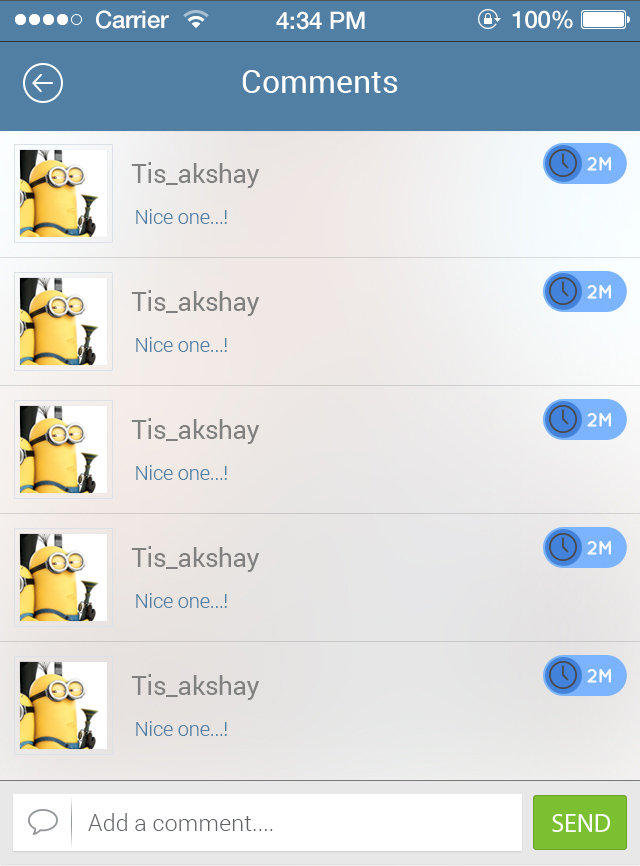 Carrier 4:34 PM 100%
Comments
Tis_akshay 2M
Nice one...!
Tis_akshay 2M
Nice one...!
Tis_akshay 2M
Nice one...!
Tis_akshay 2M
Nice one...!
Tis_akshay 2M
Nice one...!
Add a comment.... SEND